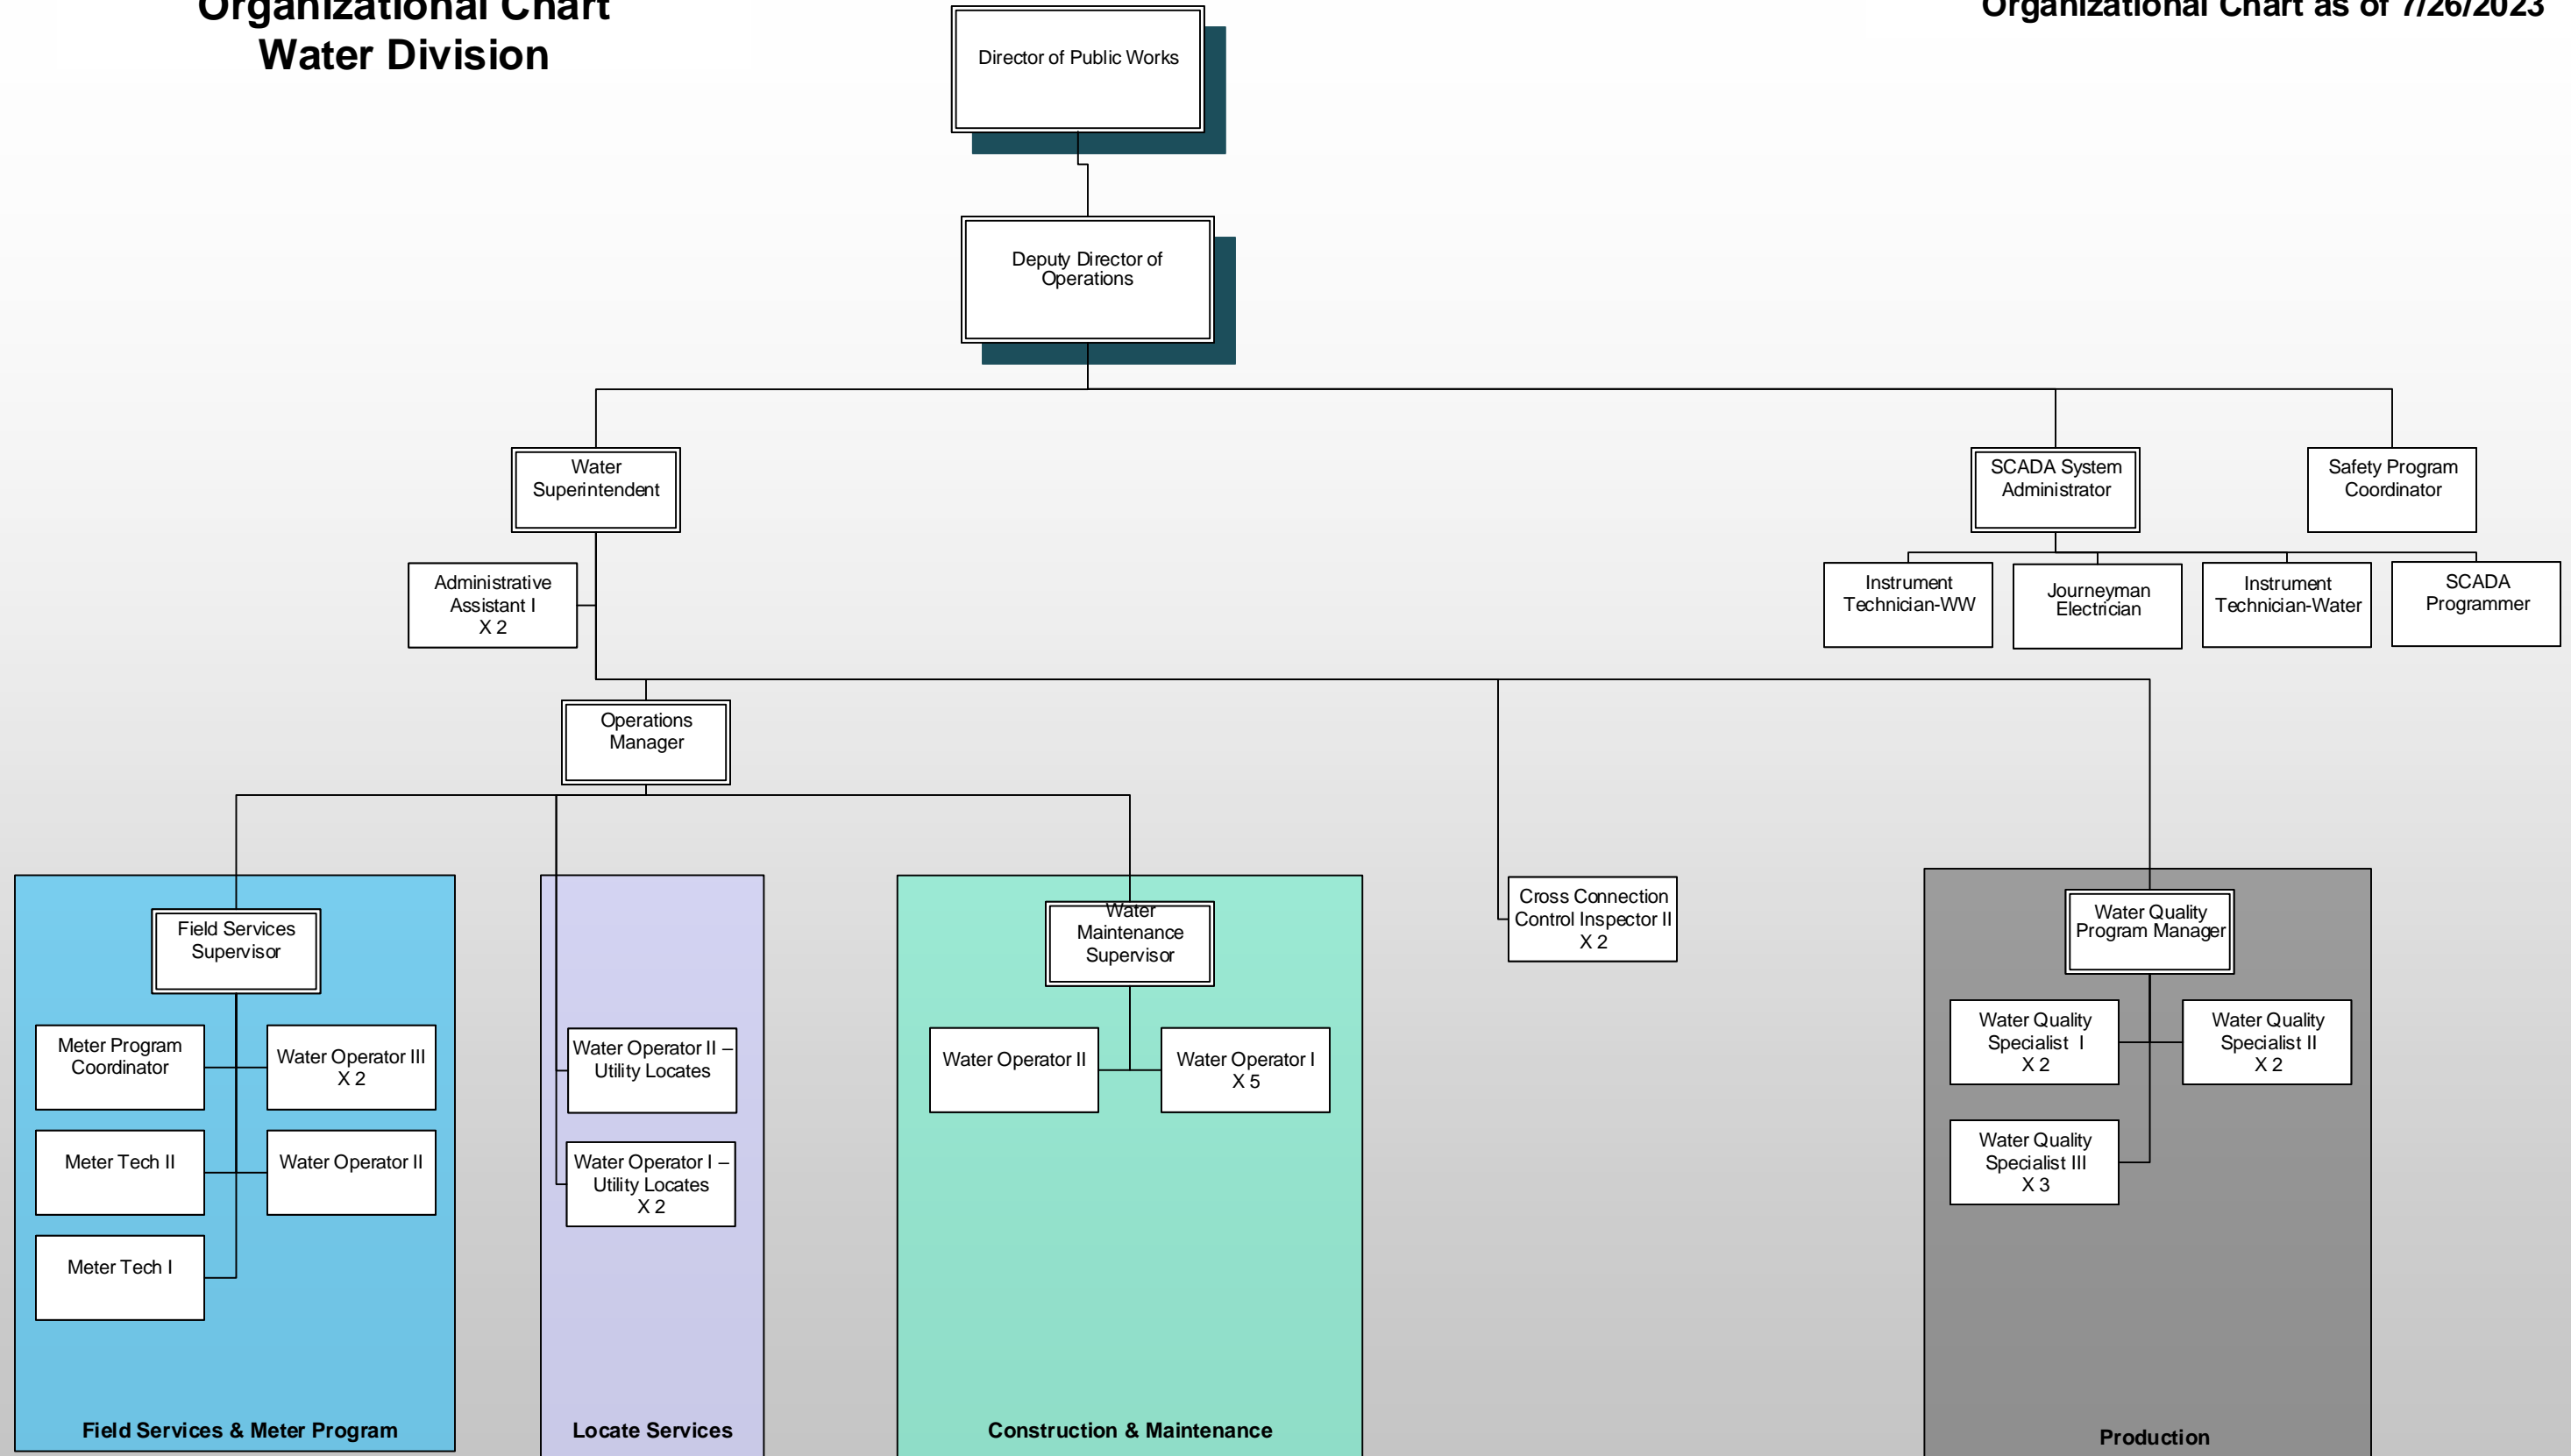 Organizational Chart
Water Division
Organizational Chart as of 7/26/2023
Director of Public Works
Deputy Director of
Operations
Water
Superintendent
SCADA System
Administrator
Safety Program
Coordinator
Administrative
Assistant I
X 2
Instrument
Technician-WW
Journeyman
Electrician
Instrument
Technician-Water
SCADA
Programmer
Operations
Manager
Field Services
Supervisor
Meter Program
Coordinator
Water Operator III
X 2
Meter Tech II
Water Operator II
Meter Tech I
Field Services & Meter Program
Water Operator II –
Utility Locates
Water Operator I –
Utility Locates
X 2
Locate Services
Water
Maintenance
Supervisor
Water Operator II
Water Operator I
X 5
Construction & Maintenance
Cross Connection
Control Inspector II
X 2
Water Quality
Program Manager
Water Quality
Specialist I
X 2
Water Quality
Specialist II
X 2
Water Quality
Specialist III
X 3
Production